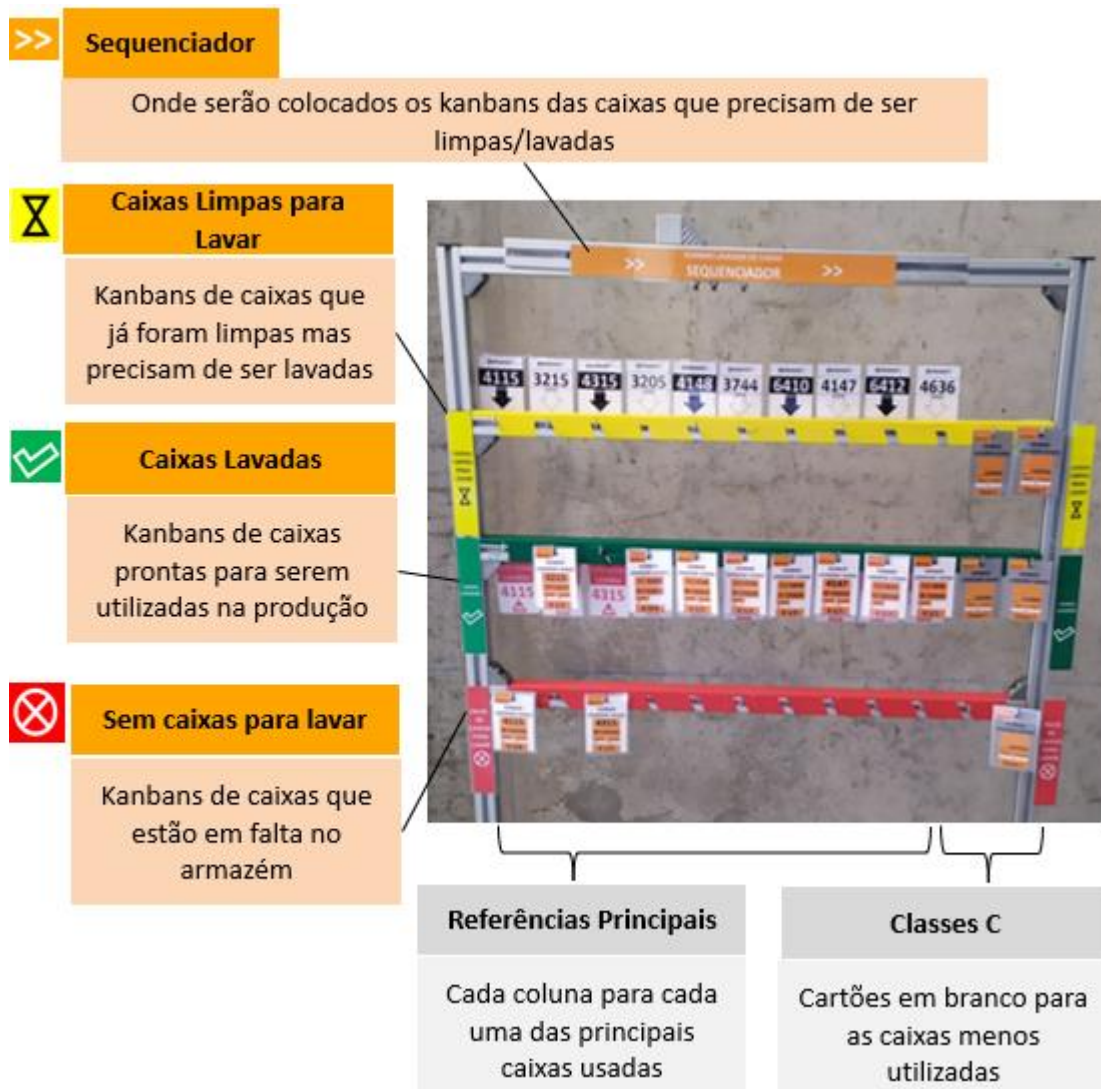 >> Sequenciador
Onde serão colocados os kanbans das caixas que precisam de ser
limpas/lavadas
Caixas Limpas para
Lavar
Kanbans de caixas que
já foram limpas mas
precisam de ser lavadas
Caixas Lavadas
Kanbans de caixas
prontas para serem
utilizadas na produção
Sem caixas para lavar
Kanbans de caixas que
estão em falta no
armazém
>> SEQUENCIADOR >>
4115 3215 4315 3205 4148 3744 6410 4147 6412 4636
4115 3215 4315 4147
4115 4315
Referências Principais
Cada coluna para cada
uma das principais
caixas usadas
Classes C
Cartões em branco para
as caixas menos
utilizadas